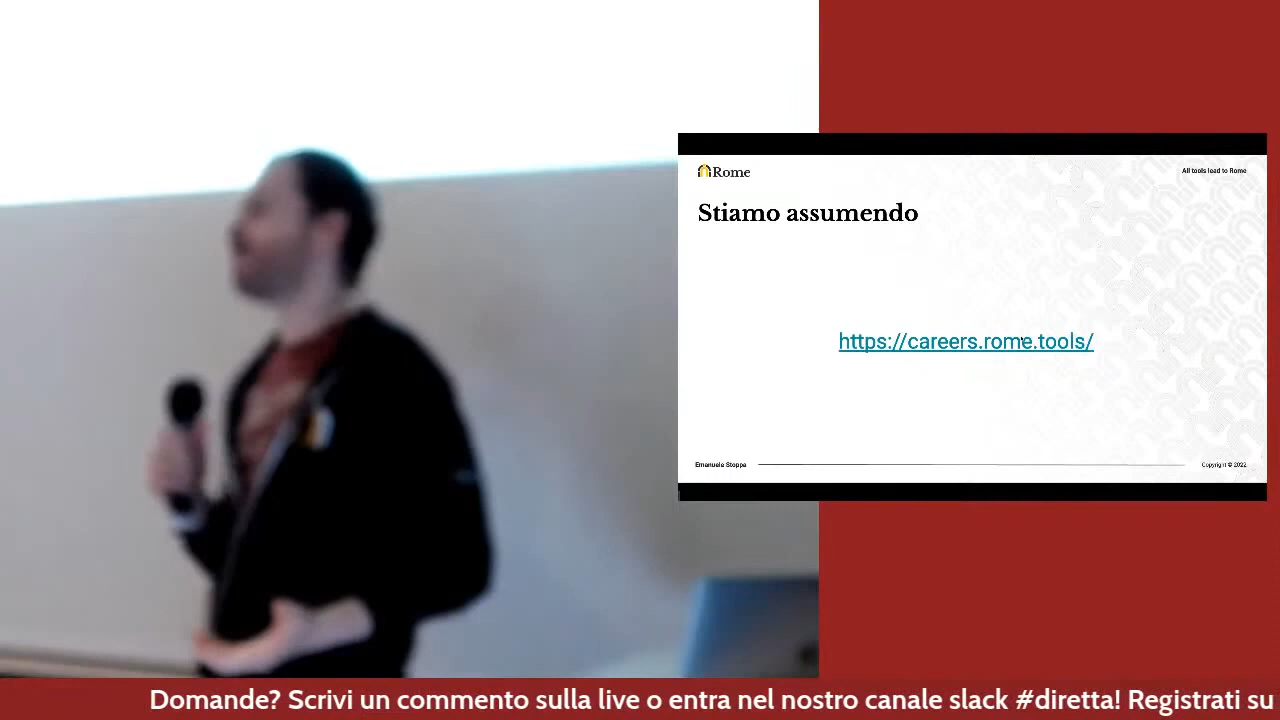 Rome
All tools lead to Rome
Stiamo assumendo
https://careers.rome.tools/
Emanuele Stoppa
Copyright © 2022
Domande? Scrivi un commento sulla live o entra nel nostro canale slack #diretta! Registrati su